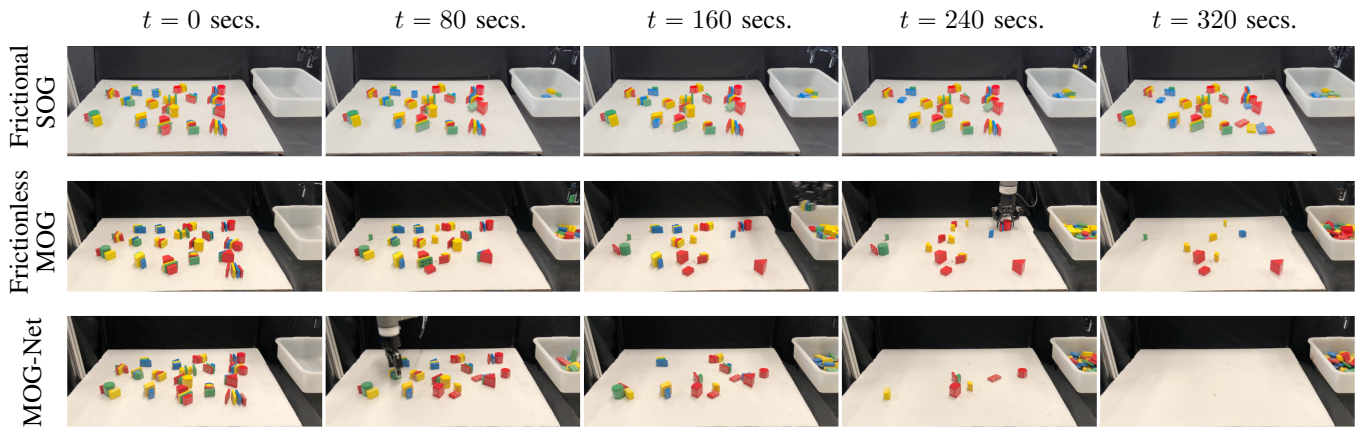 t = 0 secs.
t = 80 secs.
t = 160 secs.
t = 240 secs.
t = 320 secs.
Frictional
SOG
Frictionless
MOG
MOG-Net